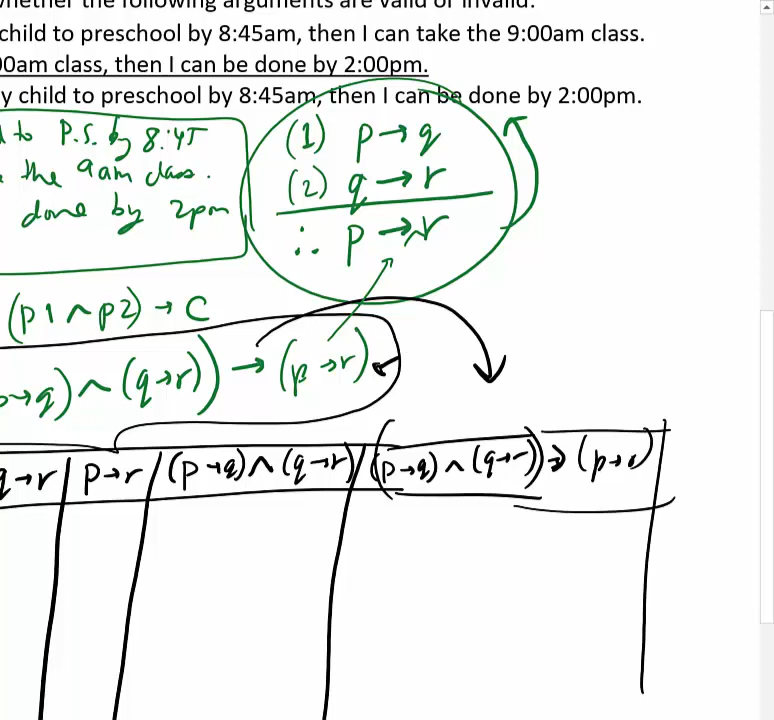 whether the following arguments are valid or invalid.
child to preschool by 8:45am, then I can take the 9:00am class.
00am class, then I can be done by 2:00pm.
y child to preschool by 8:45am, then I can be done by 2:00pm.
to P.S. by 8:45
the 9am class.
done by 2pm
(1) p→q
(2) q→r
∴ p→r
(p1∧p2)→C
p→q)∧(q→r))→(p→r)
q→r | p→r | (p→q)∧(q→r) | ((p→q)∧(q→r))→(p→r)